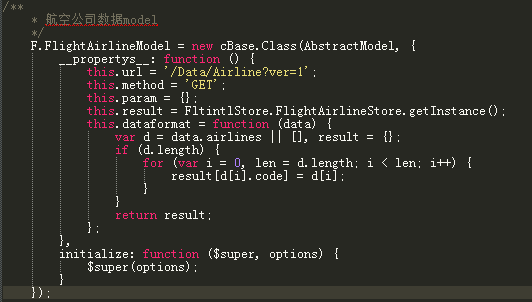 /**
 * 航空公司数据model
 */
F.FlightAirlineModel = new cBase.Class(AbstractModel, {
    __propertys__: function () {
        this.url = '/Data/Airline?ver=1';
        this.method = 'GET';
        this.param = {};
        this.result = FltintlStore.FlightAirlineStore.getInstance();
        this.dataformat = function (data) {
            var d = data.airlines || [], result = {};
            if (d.length) {
                for (var i = 0, len = d.length; i < len; i++) {
                    result[d[i].code] = d[i];
                }
            }
            return result;
        };
    },
    initialize: function ($super, options) {
        $super(options);
    }
});